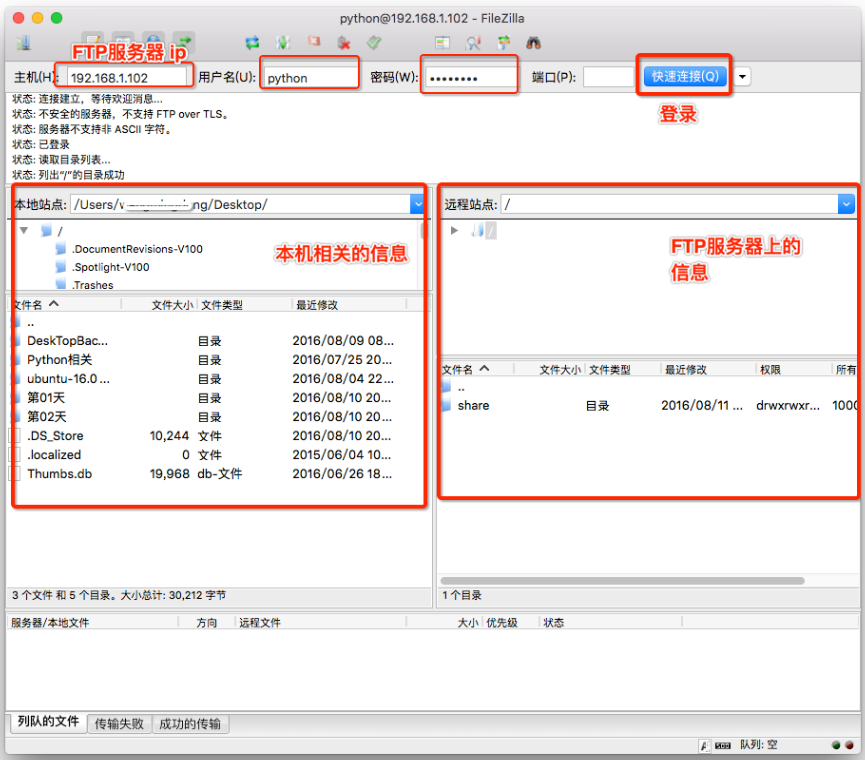 python@192.168.1.102 - FileZilla
FTP服务器 ip
主机(H): 192.168.1.102 用户名(U): python 密码(W): •••••••• 端口(P): 快速连接(Q)
登录
状态: 连接建立，等待欢迎消息...
状态: 不安全的服务器，不支持 FTP over TLS。
状态: 服务器不支持非 ASCII 字符。
状态: 已登录
状态: 读取目录列表...
状态: 列出“/”的目录成功
本地站点: /Users/ ng/Desktop/
/
.DocumentRevisions-V100
.Spotlight-V100
.Trashes
本机相关的信息
文件名 文件大小 文件类型 最近修改
..
DeskTopBac... 目录 2016/08/09 08...
Python相关 目录 2016/07/25 20...
ubuntu-16.0... 目录 2016/08/04 22...
第01天 目录 2016/08/10 20...
第02天 目录 2016/08/10 20...
.DS_Store 10,244 文件 2016/08/10 20...
.localized 0 文件 2015/06/04 10...
Thumbs.db 19,968 db-文件 2016/06/26 18...
3 个文件 和 5 个目录。大小总计: 30,212 字节
远程站点: /
/
FTP服务器上的
信息
文件名 文件大小 文件类型 最近修改 权限 所有
..
share 目录 2016/08/11 ... drwxrwxr... 1000
1 个目录
服务器/本地文件 方向 远程文件 大小 优先级 状态
列队的文件 传输失败 成功的传输
队列: 空